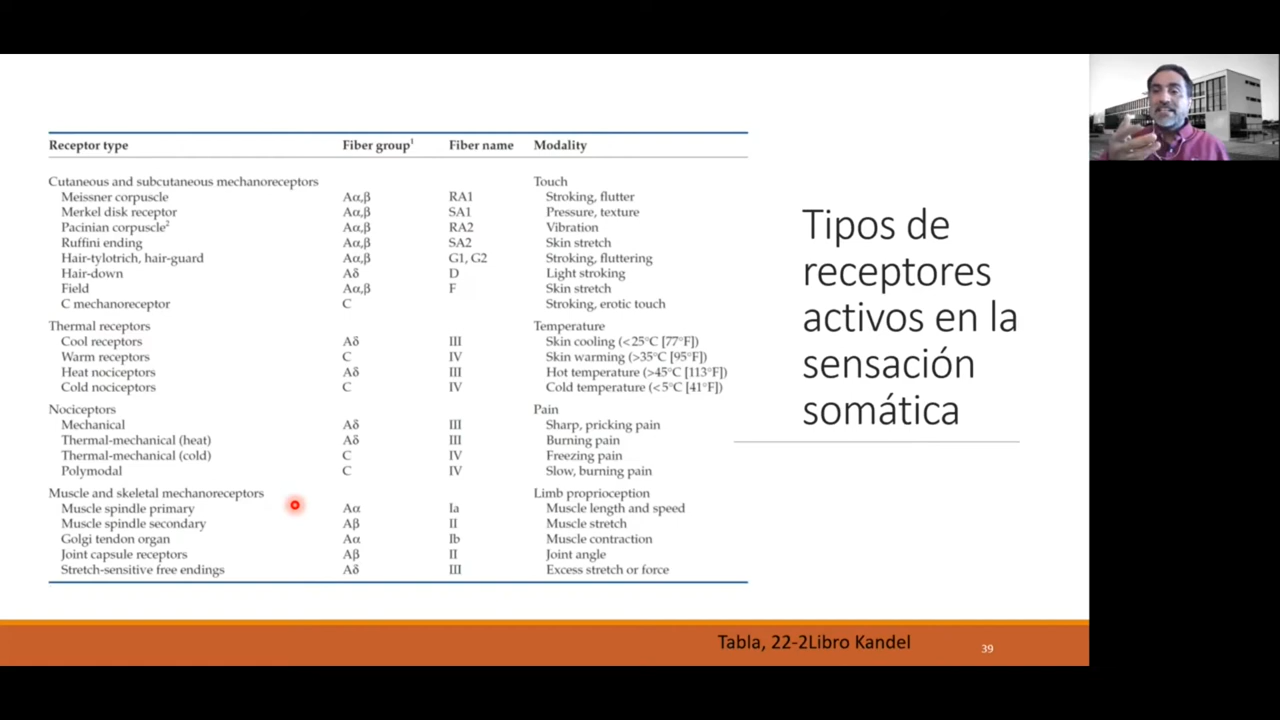 Receptor type Fiber group¹ Fiber name Modality
Cutaneous and subcutaneous mechanoreceptors Touch
Meissner corpuscle Aα,β RA1 Stroking, flutter
Merkel disk receptor Aα,β SA1 Pressure, texture
Pacinian corpuscle² Aα,β RA2 Vibration
Ruffini ending Aα,β SA2 Skin stretch
Hair-tylotrich, hair-guard Aα,β G1, G2 Stroking, fluttering
Hair-down Aδ D Light stroking
Field Aα,β F Skin stretch
C mechanoreceptor C Stroking, erotic touch
Thermal receptors Temperature
Cool receptors Aδ III Skin cooling (<25°C [77°F])
Warm receptors C IV Skin warming (>35°C [95°F])
Heat nociceptors Aδ III Hot temperature (>45°C [113°F])
Cold nociceptors C IV Cold temperature (<5°C [41°F])
Nociceptors Pain
Mechanical Aδ III Sharp, pricking pain
Thermal-mechanical (heat) Aδ III Burning pain
Thermal-mechanical (cold) C IV Freezing pain
Polymodal C IV Slow, burning pain
Muscle and skeletal mechanoreceptors Limb proprioception
Muscle spindle primary Aα Ia Muscle length and speed
Muscle spindle secondary Aβ II Muscle stretch
Golgi tendon organ Aα Ib Muscle contraction
Joint capsule receptors Aβ II Joint angle
Stretch-sensitive free endings Aδ III Excess stretch or force
Tipos de
receptores
activos en la
sensación
somática
Tabla, 22-2Libro Kandel
39